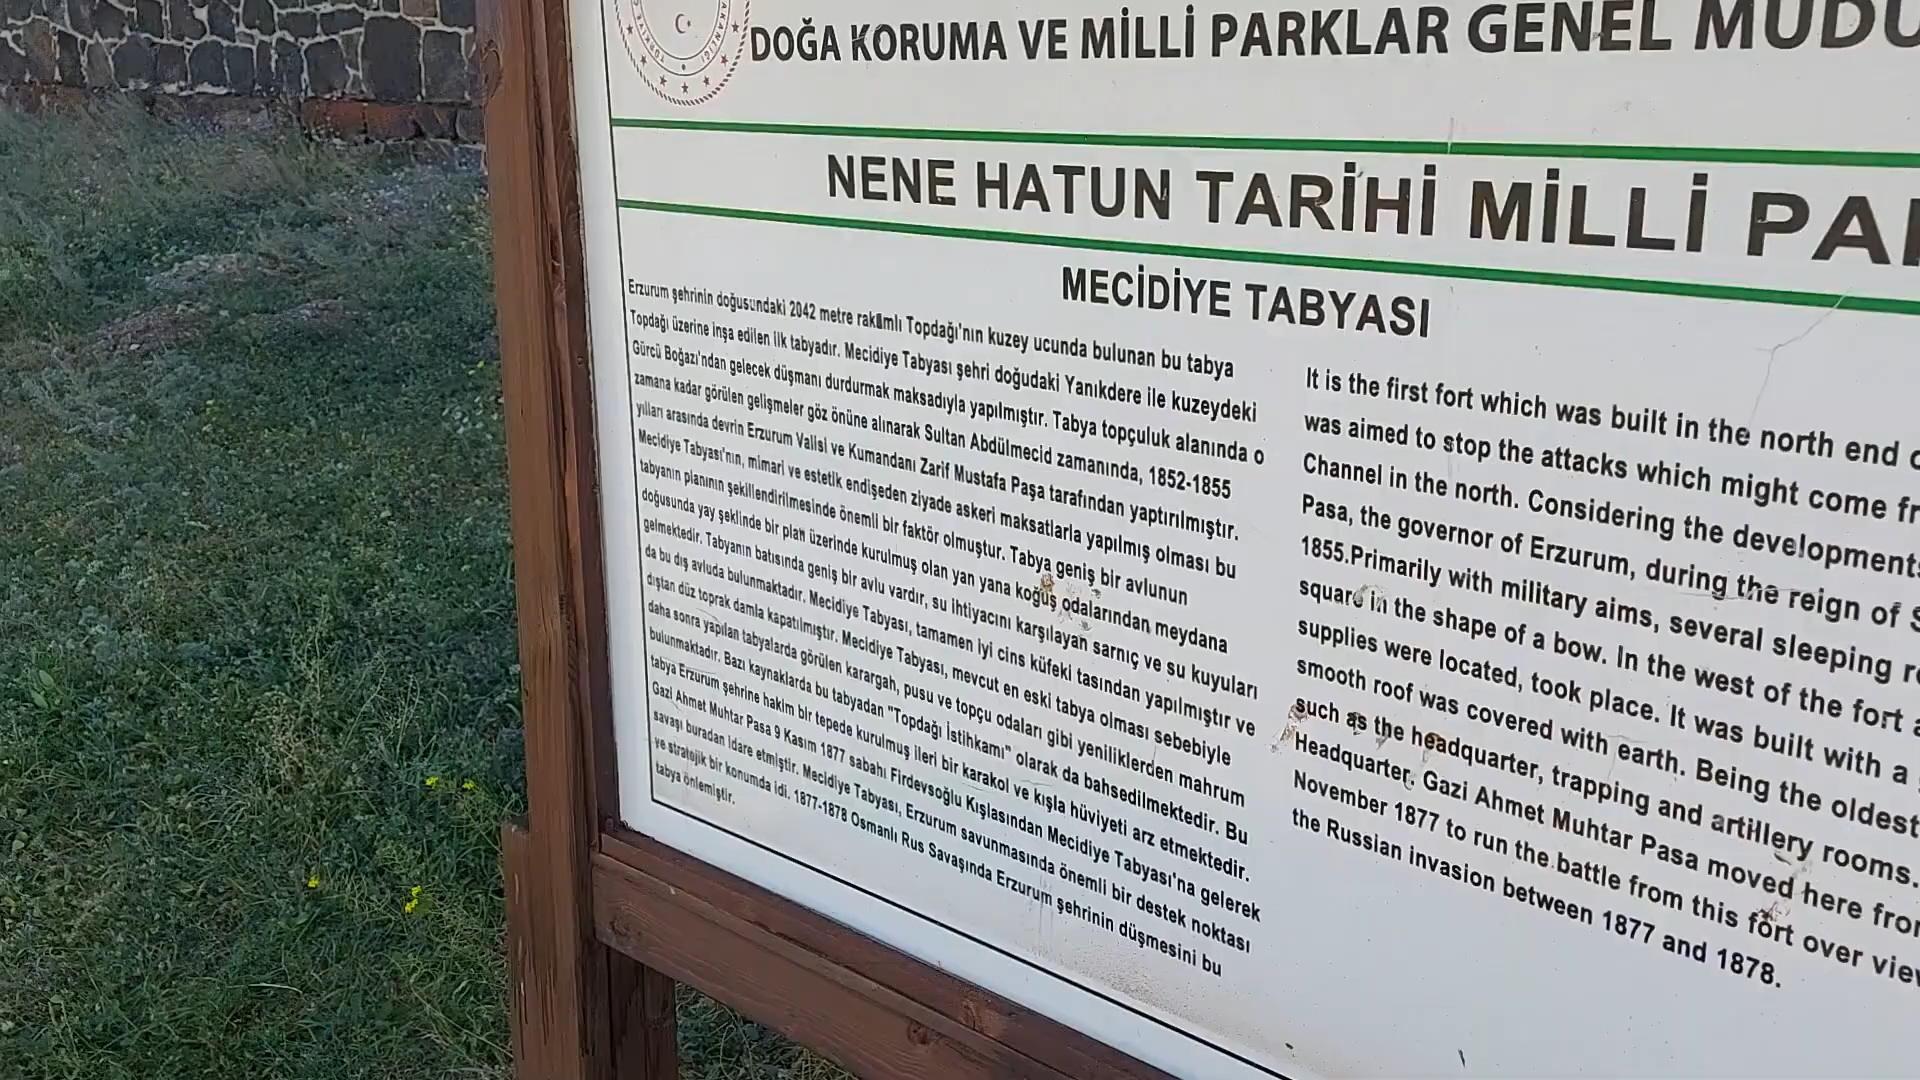 DOĞA KORUMA VE MİLLİ PARKLAR GENEL MÜDÜ
NENE HATUN TARİHİ MİLLİ PA
MECİDİYE TABYASI
Erzurum şehrinin doğusundaki 2042 metre rakımlı Topdağı'nın kuzey ucunda bulunan bu tabya
Topdağı üzerine inşa edilen ilk tabyadır. Mecidiye Tabyası şehri doğudaki Yanıkdere ile kuzeydeki
Gürcü Boğazı'ndan gelecek düşmanı durdurmak maksadıyla yapılmıştır. Tabya topçuluk alanında o
zamana kadar görülen gelişmeler göz önüne alınarak Sultan Abdülmecid zamanında, 1852-1855
yılları arasında devrin Erzurum Valisi ve Kumandanı Zarif Mustafa Paşa tarafından yaptırılmıştır.
Mecidiye Tabyası'nın, mimari ve estetik endişeden ziyade askeri maksatlarla yapılmış olması bu
tabyanın planının şekillendirilmesinde önemli bir faktör olmuştur. Tabya geniş bir avlunun
doğusunda yay şeklinde bir plan üzerinde kurulmuş olan yan yana koğuş odalarından meydana
gelmektedir. Tabyanın batısında geniş bir avlu vardır, su ihtiyacını karşılayan sarnıç ve su kuyuları
da bu dış avluda bulunmaktadır. Mecidiye Tabyası, tamamen iyi cins küfeki tasından yapılmıştır ve
dıştan düz toprak damla kapatılmıştır. Mecidiye Tabyası, mevcut en eski tabya olması sebebiyle
daha sonra yapılan tabyalarda görülen karargah, pusu ve topçu odaları gibi yeniliklerden mahrum
bulunmaktadır. Bazı kaynaklarda bu tabyadan "Topdağı İstihkamı" olarak da bahsedilmektedir. Bu
tabya Erzurum şehrine hakim bir tepede kurulmuş ileri bir karakol ve kışla hüviyeti arz etmektedir.
Gazi Ahmet Muhtar Pasa 9 Kasım 1877 sabahı Firdevsoğlu Kışlasından Mecidiye Tabyası'na gelerek
savaşı buradan idare etmiştir. Mecidiye Tabyası, Erzurum savunmasında önemli bir destek noktası
ve stratejik bir konumda idi. 1877-1878 Osmanlı Rus Savaşında Erzurum şehrinin düşmesini bu
tabya önlemiştir.
It is the first fort which was built in the north end
was aimed to stop the attacks which might come fr
Channel in the north. Considering the developments
Pasa, the governor of Erzurum, during the reign of S
1855.Primarily with military aims, several sleeping r
square in the shape of a bow. In the west of the fort a
supplies were located, took place. It was built with a
smooth roof was covered with earth. Being the oldest
such as the headquarter, trapping and artillery rooms.
Headquarter. Gazi Ahmet Muhtar Pasa moved here fro
November 1877 to run the battle from this fort over vie
the Russian invasion between 1877 and 1878.